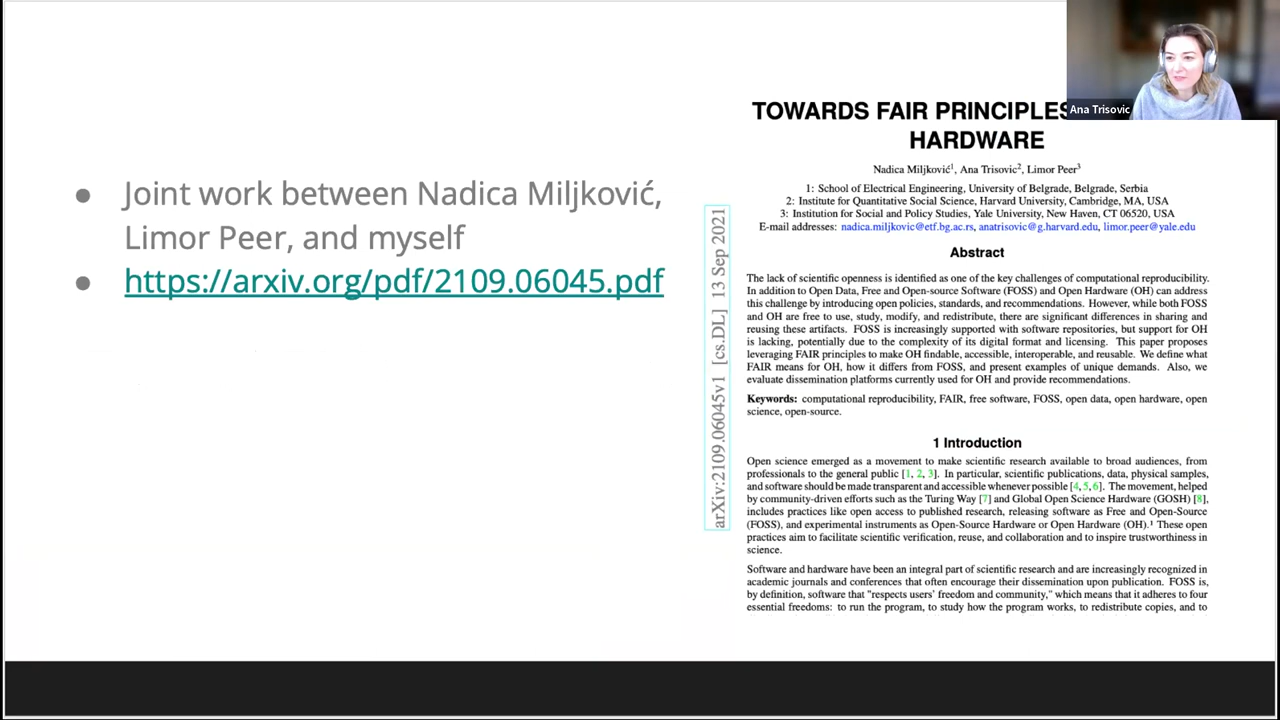 Ana Trisovic
● Joint work between Nadica Miljković,
Limor Peer, and myself
● https://arxiv.org/pdf/2109.06045.pdf
arXiv:2109.06045v1 [cs.DL] 13 Sep 2021
TOWARDS FAIR PRINCIPLES
HARDWARE
Nadica Miljković¹, Ana Trisovic², Limor Peer³
1: School of Electrical Engineering, University of Belgrade, Belgrade, Serbia
2: Institute for Quantitative Social Science, Harvard University, Cambridge, MA, USA
3: Institution for Social and Policy Studies, Yale University, New Haven, CT 06520, USA
E-mail addresses: nadica.miljkovic@etf.bg.ac.rs, anatrisovic@g.harvard.edu, limor.peer@yale.edu
Abstract
The lack of scientific openness is identified as one of the key challenges of computational reproducibility.
In addition to Open Data, Free and Open-source Software (FOSS) and Open Hardware (OH) can address
this challenge by introducing open policies, standards, and recommendations. However, while both FOSS
and OH are free to use, study, modify, and redistribute, there are significant differences in sharing and
reusing these artifacts. FOSS is increasingly supported with software repositories, but support for OH
is lacking, potentially due to the complexity of its digital format and licensing. This paper proposes
leveraging FAIR principles to make OH findable, accessible, interoperable, and reusable. We define what
FAIR means for OH, how it differs from FOSS, and present examples of unique demands. Also, we
evaluate dissemination platforms currently used for OH and provide recommendations.
Keywords: computational reproducibility, FAIR, free software, FOSS, open data, open hardware, open
science, open-source.
1 Introduction
Open science emerged as a movement to make scientific research available to broad audiences, from
professionals to the general public [1, 2, 3]. In particular, scientific publications, data, physical samples,
and software should be made transparent and accessible whenever possible [4, 5, 6]. The movement, helped
by community-driven efforts such as the Turing Way [7] and Global Open Science Hardware (GOSH) [8],
includes practices like open access to published research, releasing software as Free and Open-Source
(FOSS), and experimental instruments as Open-Source Hardware or Open Hardware (OH).¹ These open
practices aim to facilitate scientific verification, reuse, and collaboration and to inspire trustworthiness in
science.
Software and hardware have been an integral part of scientific research and are increasingly recognized in
academic journals and conferences that often encourage their dissemination upon publication. FOSS is,
by definition, software that "respects users' freedom and community," which means that it adheres to four
essential freedoms: to run the program, to study how the program works, to redistribute copies, and to